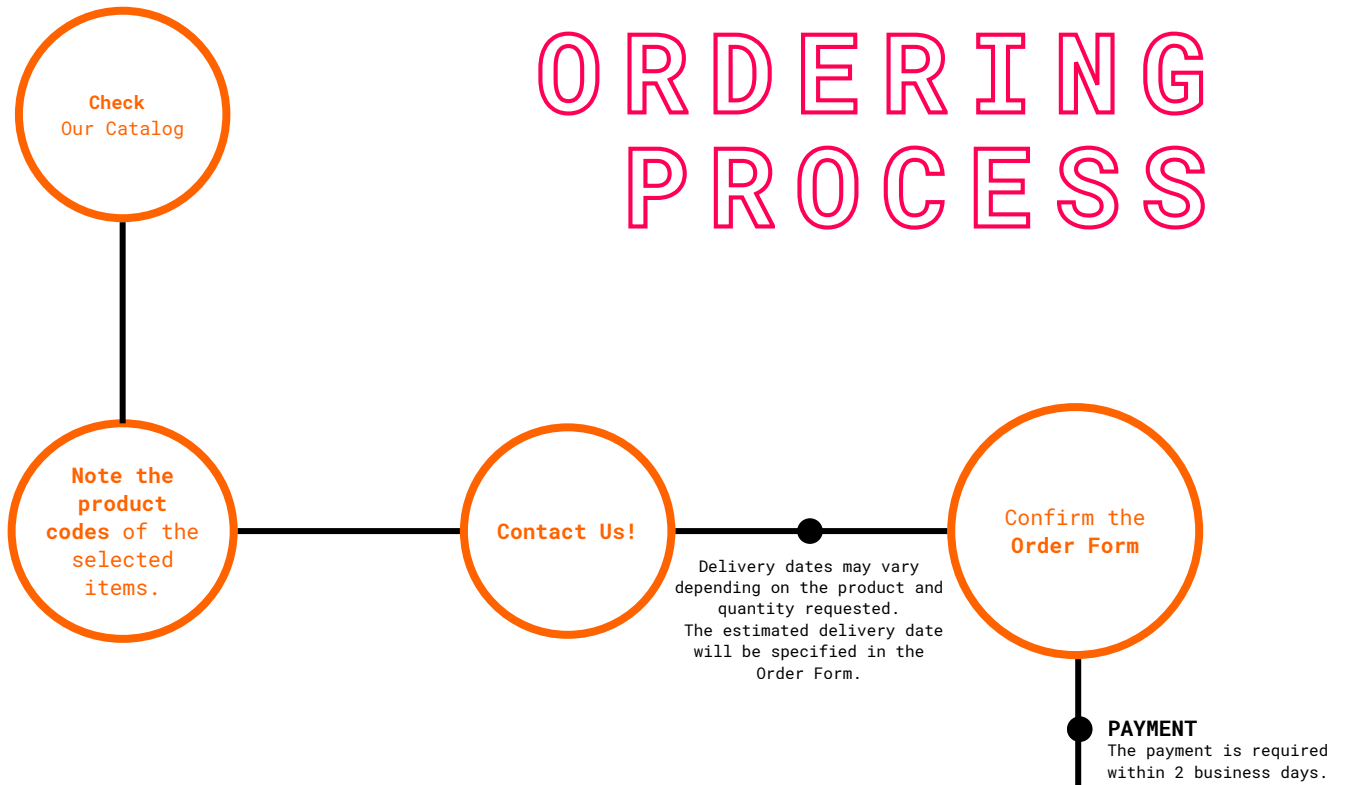 ORDERING
PROCESS
Check
Our Catalog
Note the
product
codes of the
selected
items.
Contact Us!
Delivery dates may vary
depending on the product and
quantity requested.
The estimated delivery date
will be specified in the
Order Form.
Confirm the
Order Form
PAYMENT
The payment is required
within 2 business days.